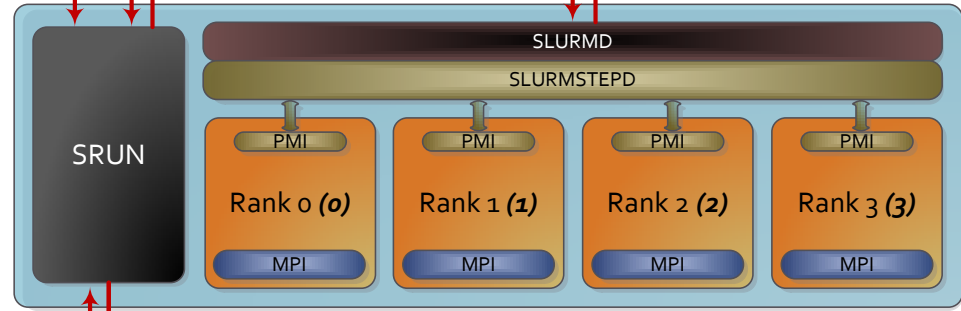 SLURMD
SLURMSTEPD
SRUN
PMI
PMI
PMI
PMI
Rank 0 (0)
Rank 1 (1)
Rank 2 (2)
Rank 3 (3)
MPI
MPI
MPI
MPI